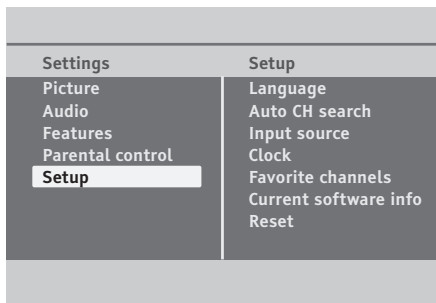 Settings
Picture
Audio
Features
Parental control
Setup
Setup
Language
Auto CH search
Input source
Clock
Favorite channels
Current software info
Reset